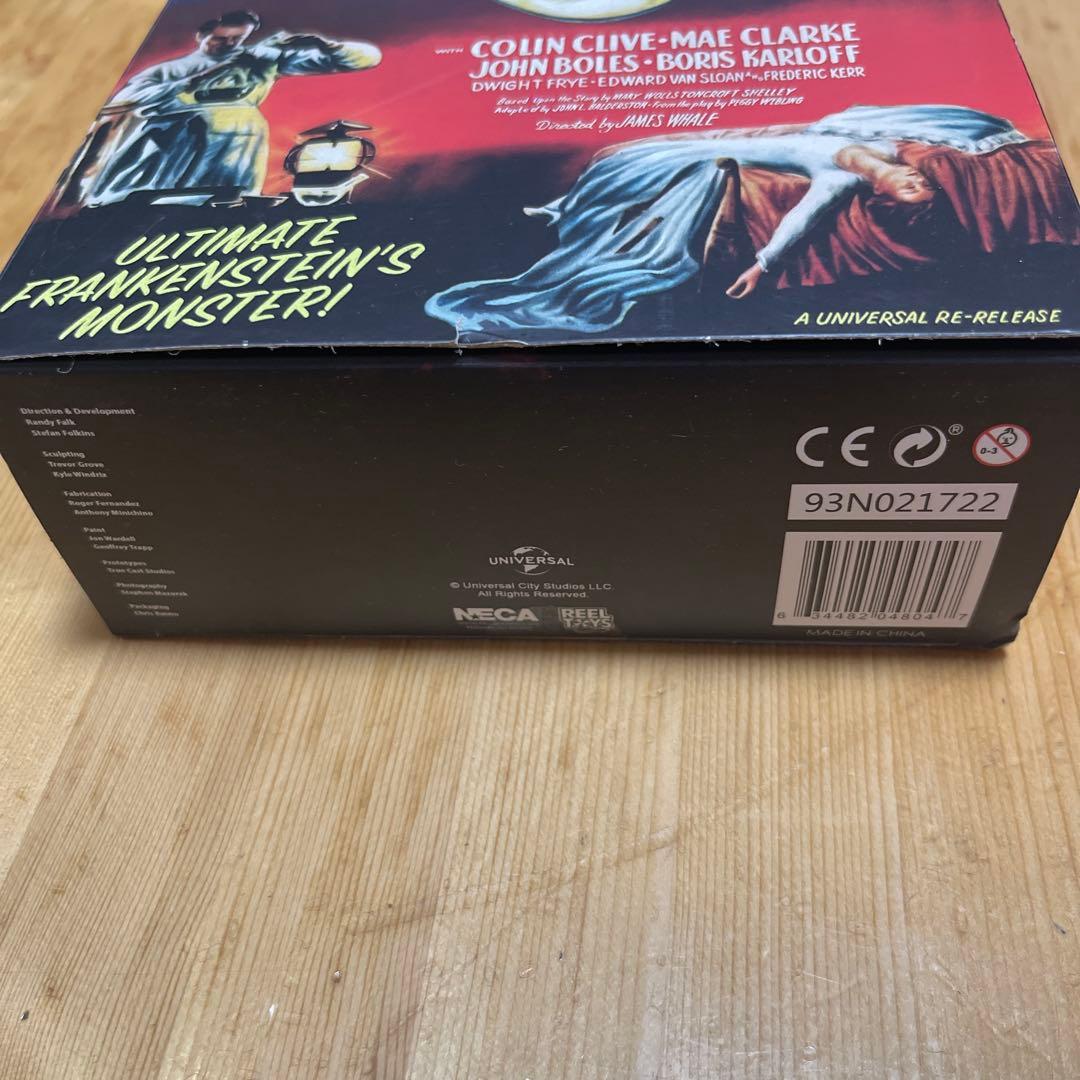 WITH COLIN CLIVE · MAE CLARKE
JOHN BOLES · BORIS KARLOFF
DWIGHT FRYE · EDWARD VAN SLOAN AND FREDERIC KERR
Based Upon the Story by MARY WOLLSTONCROFT SHELLEY
Adapted by JOHN L. BALDERSTON · From the play by PEGGY WEBLING
Directed by JAMES WHALE
ULTIMATE
FRANKENSTEIN'S
MONSTER!
A UNIVERSAL RE-RELEASE
Direction & Development
Randy Falk
Stefan Folkins
Sculpting
Trevor Grove
Kyle Windrix
Fabrication
Roger Fernandez
Anthony Minichino
Paint
Jon Wardell
Geoffrey Trapp
Prototypes
True Cast Studios
Photography
Stephen Mazurek
Packaging
Chris
CE ®
0-3
93N021722
UNIVERSAL
© Universal City Studios LLC.
All Rights Reserved.
NECA REEL TOYS
6 34482 04804 7
MADE IN CHINA